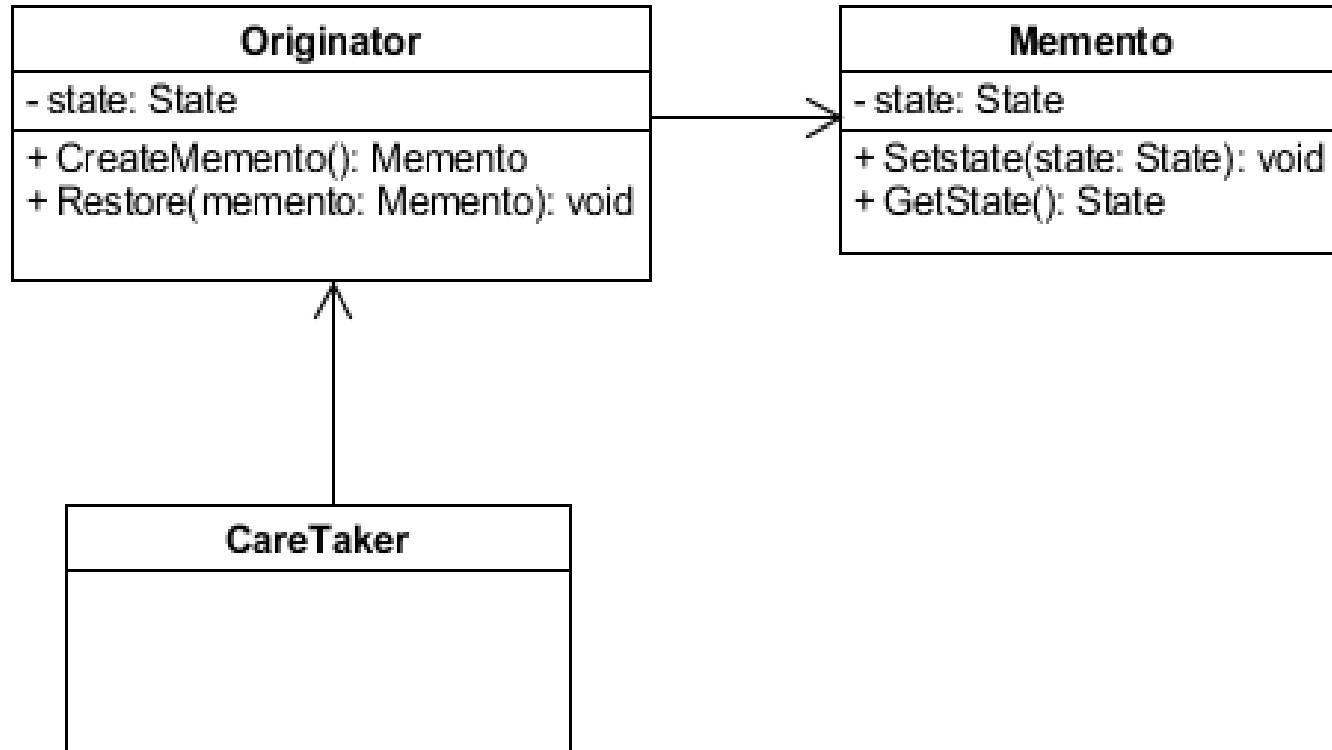 Originator
- state: State
+ CreateMemento(): Memento
+ Restore(memento: Memento): void
Memento
- state: State
+ Setstate(state: State): void
+ GetState(): State
CareTaker